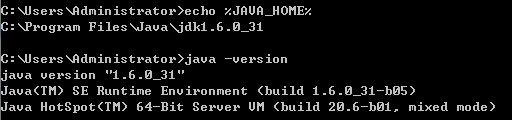 C:\Users\Administrator>echo %JAVA_HOME%
C:\Program Files\Java\jdk1.6.0_31
C:\Users\Administrator>java -version
java version "1.6.0_31"
Java(TM) SE Runtime Environment (build 1.6.0_31-b05)
Java HotSpot(TM) 64-Bit Server VM (build 20.6-b01, mixed mode)